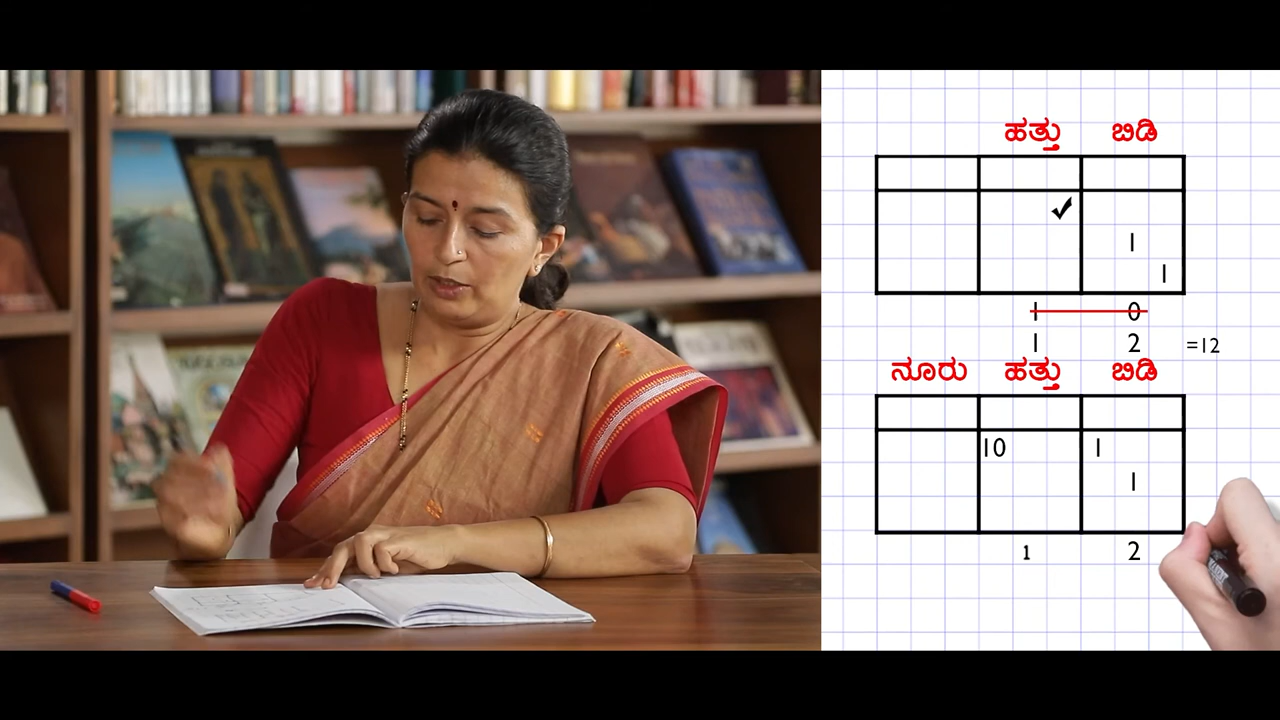 ಹತ್ತು ಬಿಡಿ
✓
1
1
1 0
1 2 =12
ನೂರು ಹತ್ತು ಬಿಡಿ
10 1
1
1 2